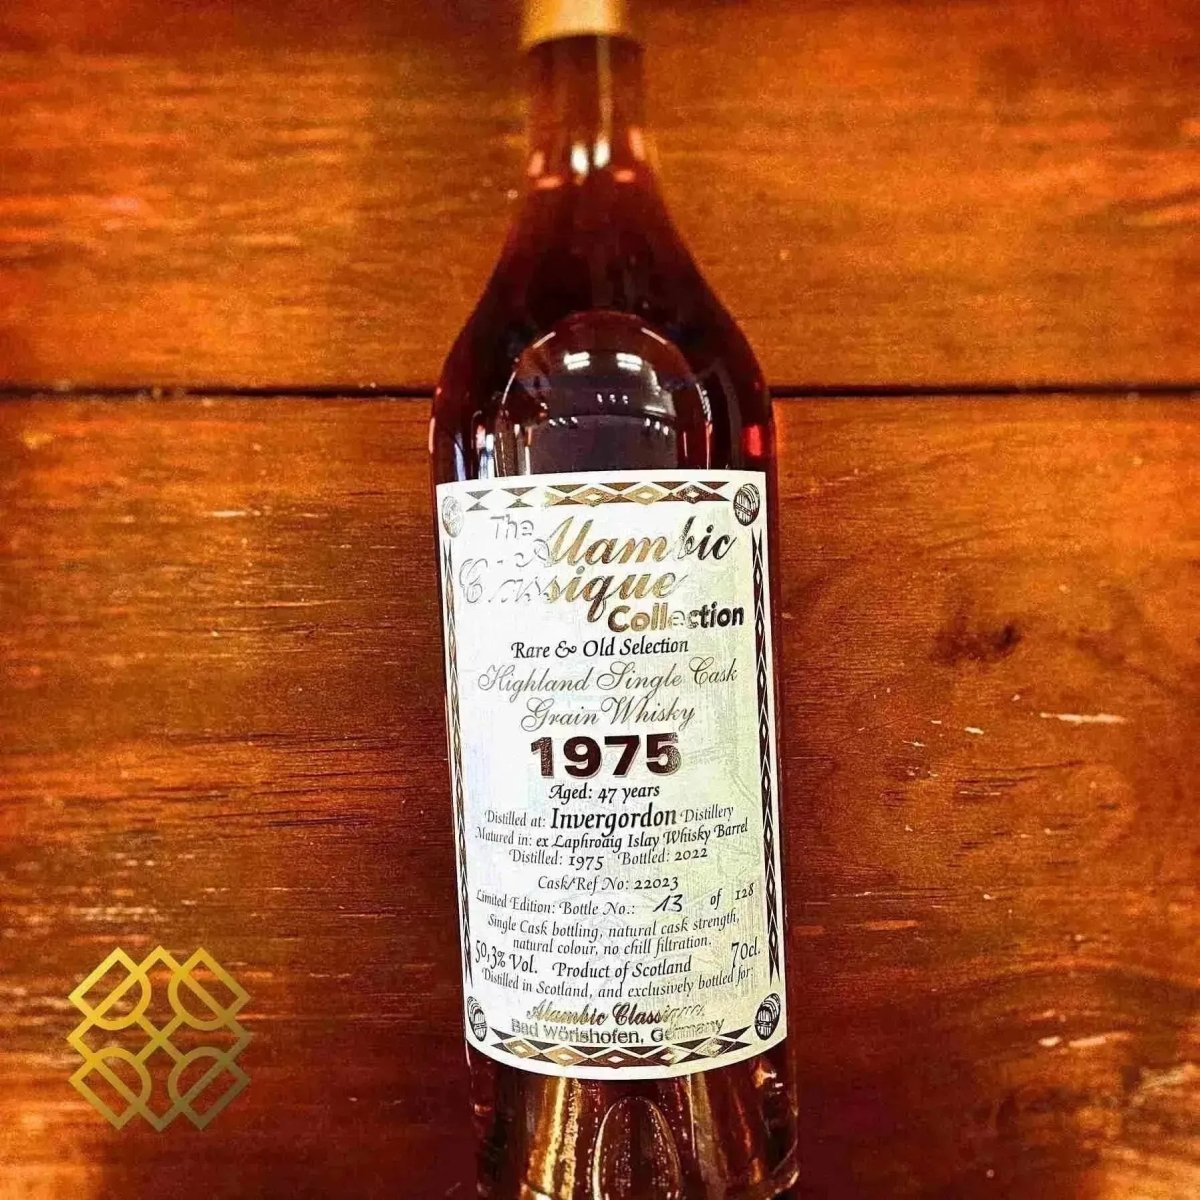 The Alambic
Classique
Collection
Rare & Old Selection
Highland Single Cask
Grain Whisky
1975
Aged: 47 years
Distilled at: Invergordon Distillery
Matured in: ex Laphroaig Islay Whisky Barrel
Distilled: 1975 Bottled: 2022
Cask/Ref No: 22023
Limited Edition: Bottle No.: 13 of 128
Single Cask bottling, natural cask strength,
natural colour, no chill filtration.
50,3% Vol. Product of Scotland 70cl.
Distilled in Scotland, and exclusively bottled for:
Alambic Classique,
Bad Wörishofen, Germany